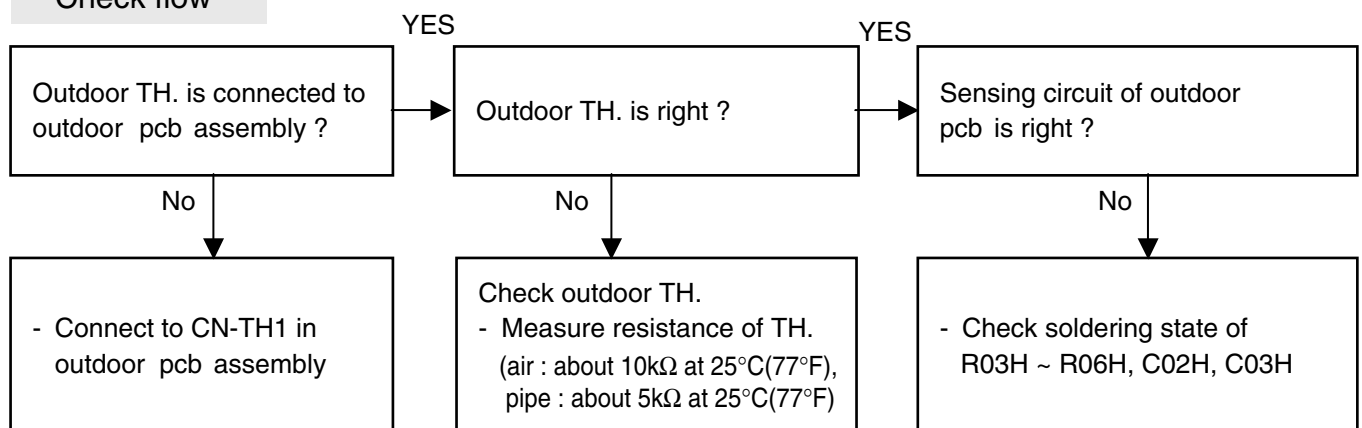 Check flow
YES
YES
Outdoor TH. is connected to
outdoor pcb assembly ?
Outdoor TH. is right ?
Sensing circuit of outdoor
pcb is right ?
No
No
No
- Connect to CN-TH1 in
outdoor pcb assembly
Check outdoor TH.
- Measure resistance of TH.
(air : about 10kΩ at 25°C(77°F),
pipe : about 5kΩ at 25°C(77°F)
- Check soldering state of
R03H ~ R06H, C02H, C03H